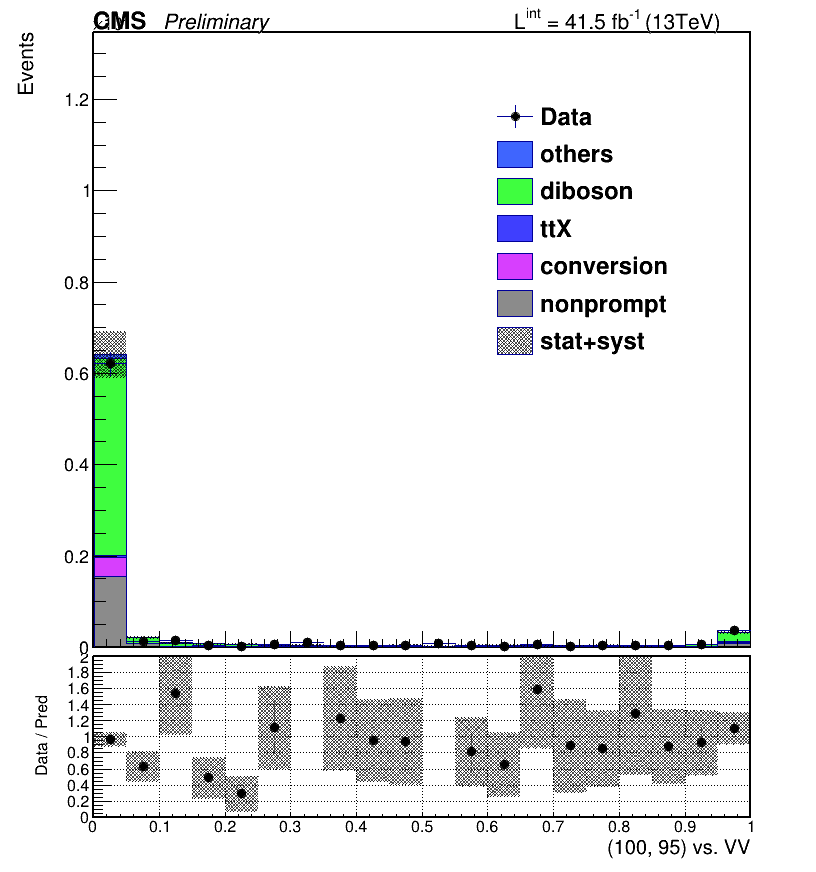 CMS Preliminary L^int = 41.5 fb^-1 (13TeV)
Events
1.2
1
0.8
0.6
0.4
0.2
0
Data
others
diboson
ttX
conversion
nonprompt
stat+syst
Data / Pred
2
1.8
1.6
1.4
1.2
1
0.8
0.6
0.4
0.2
0
0 0.1 0.2 0.3 0.4 0.5 0.6 0.7 0.8 0.9 1
(100, 95) vs. VV